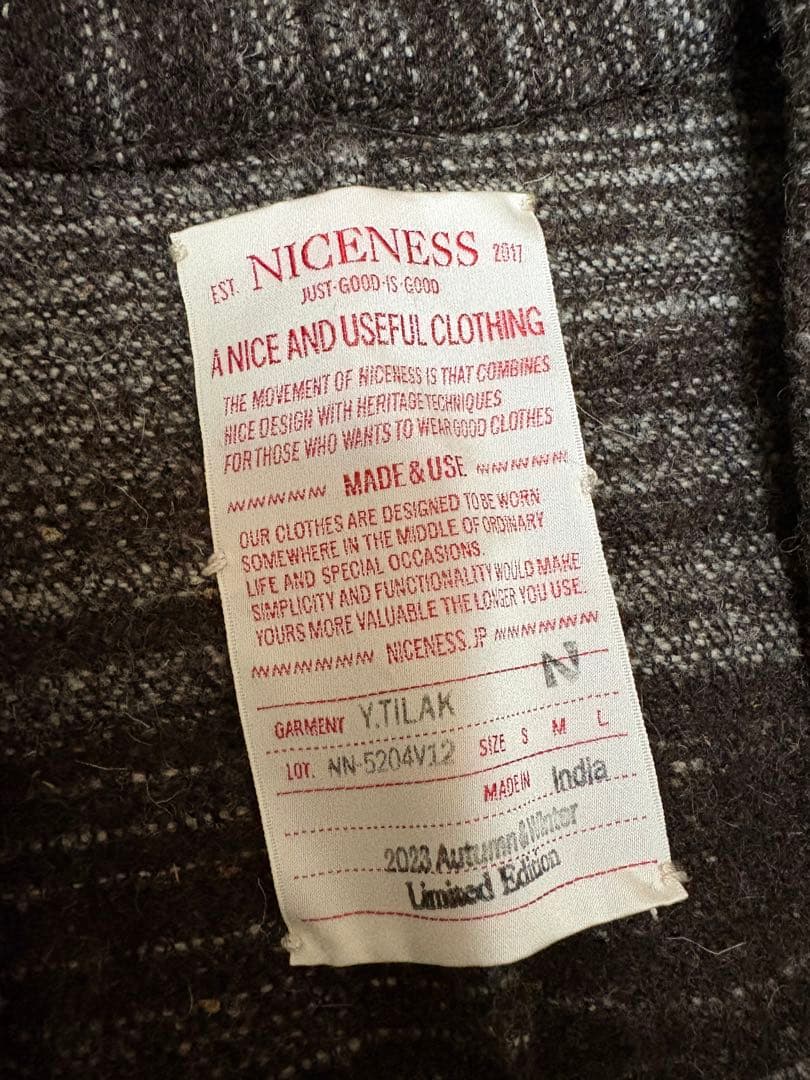 EST. NICENESS 2017
JUST·GOOD·IS·GOOD
A NICE AND USEFUL CLOTHING
THE MOVEMENT OF NICENESS IS THAT COMBINES
NICE DESIGN WITH HERITAGE TECHNIQUES
FOR THOSE WHO WANTS TO WEAR GOOD CLOTHES
MADE & USE
OUR CLOTHES ARE DESIGNED TO BE WORN
SOMEWHERE IN THE MIDDLE OF ORDINARY
LIFE AND SPECIAL OCCASIONS.
SIMPLICITY AND FUNCTIONALITY WOULD MAKE
YOURS MORE VALUABLE THE LONGER YOU USE.
NICENESS.JP
N
GARMENT Y.TILAK
LOT. NN-5204V12 SIZE S M L
MADE IN India
2023 Autumn & Winter
Limited Edition